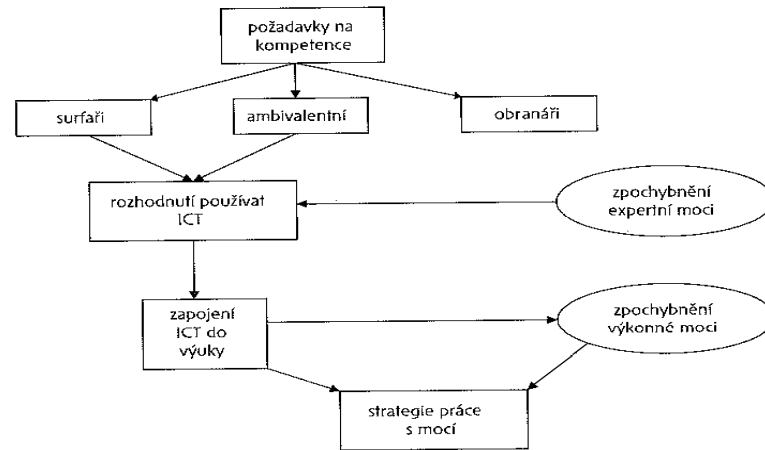 požadavky na
kompetence
surfaři
ambivalentní
obranáři
rozhodnutí používat
ICT
zpochybnění
expertní moci
zapojení
ICT do
výuky
zpochybnění
výkonné moci
strategie práce
s mocí